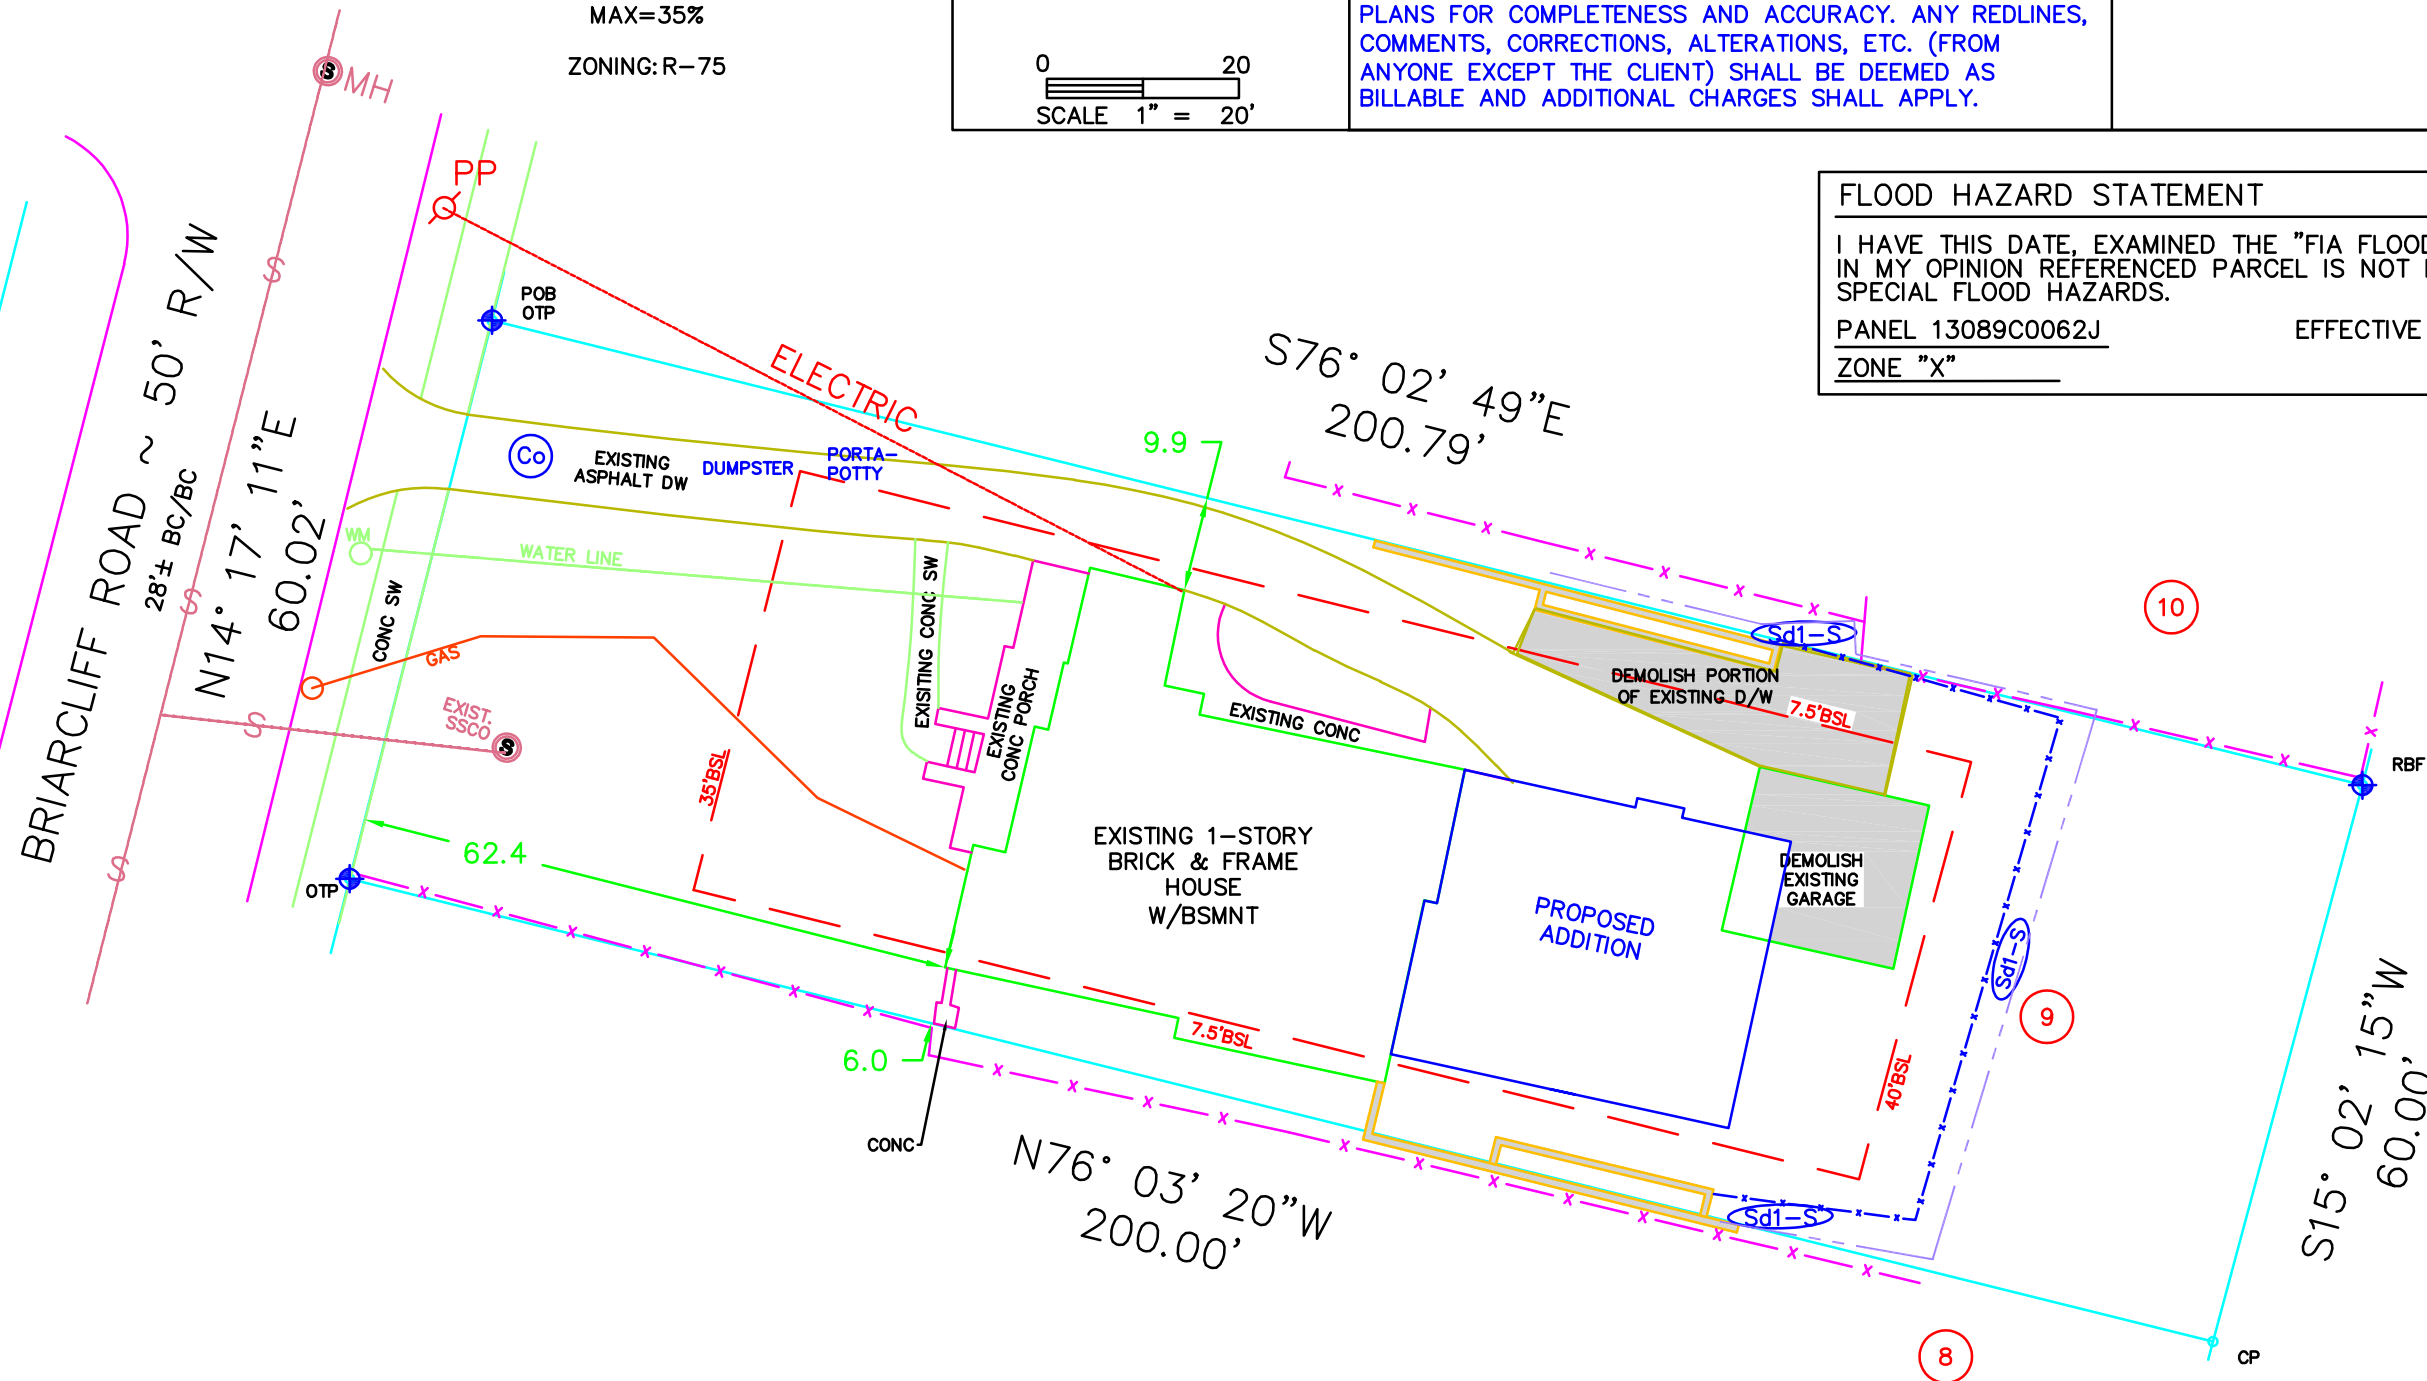 MAX=35%
ZONING: R-75
0 20
SCALE 1" = 20'
PLANS FOR COMPLETENESS AND ACCURACY. ANY REDLINES,
COMMENTS, CORRECTIONS, ALTERATIONS, ETC. (FROM
ANYONE EXCEPT THE CLIENT) SHALL BE DEEMED AS
BILLABLE AND ADDITIONAL CHARGES SHALL APPLY.
FLOOD HAZARD STATEMENT
I HAVE THIS DATE, EXAMINED THE "FIA FLOOD
IN MY OPINION REFERENCED PARCEL IS NOT
SPECIAL FLOOD HAZARDS.
PANEL 13089C0062J EFFECTIVE
ZONE "X"
S MH
PP
POB
OTP
ELECTRIC
S76° 02' 49"E
200.79'
9.9
BRIARCLIFF ROAD ~ 50' R/W
28'± BC/BC
N14° 17' 11"E
60.02'
S
S
S
S
Co
EXISTING
ASPHALT DW
DUMPSTER
PORTA-
POTTY
WM
WATER LINE
CONC SW
GAS
EXIST.
SSCO
S
EXISITING CONC SW
EXISTING
CONC PORCH
EXISTING CONC
35'BSL
62.4
OTP
6.0
CONC
EXISTING 1-STORY
BRICK & FRAME
HOUSE
W/BSMNT
PROPOSED
ADDITION
DEMOLISH PORTION
OF EXISTING D/W
7.5'BSL
DEMOLISH
EXISTING
GARAGE
Sd1-S
Sd1-S
Sd1-S
7.5'BSL
40'BSL
10
9
8
RBF
CP
N76° 03' 20"W
200.00'
S15° 02' 15"W
60.00'